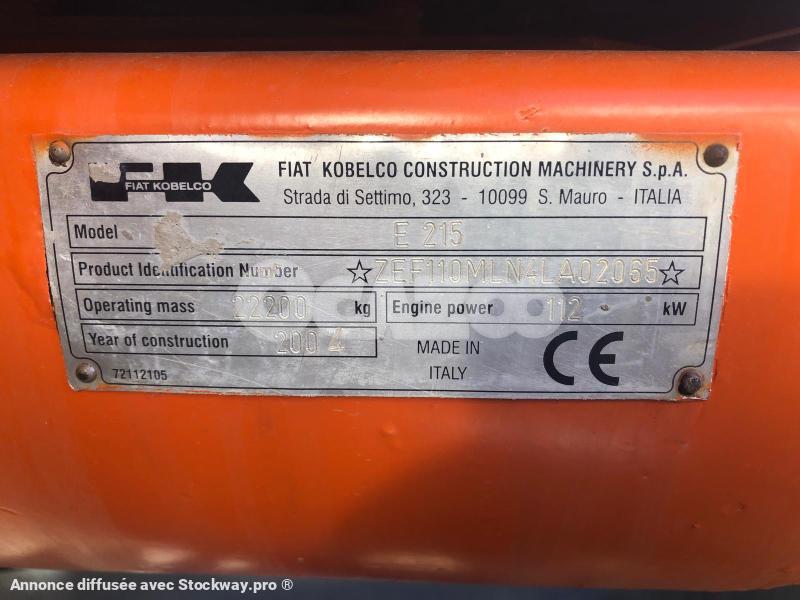 FK
FIAT KOBELCO
FIAT KOBELCO CONSTRUCTION MACHINERY S.p.A.
Strada di Settimo, 323 - 10099 S. Mauro - ITALIA
Model E 215
Product Identification Number ☆ZEF110MLN4LA02065☆
Operating mass 22200 kg Engine power 112 kW
Year of construction 2004
MADE IN
ITALY
CE
72112105
Annonce diffusée avec Stockway.pro ®